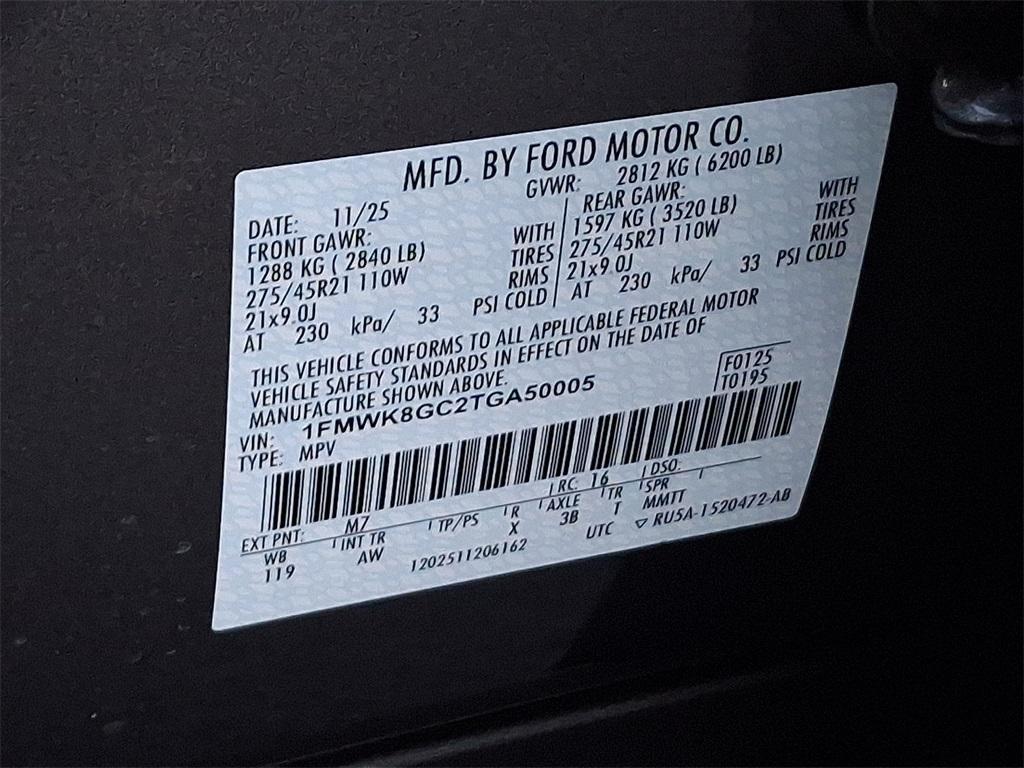 MFD. BY FORD MOTOR CO.
DATE: 11/25 GVWR: 2812 KG ( 6200 LB)
FRONT GAWR: REAR GAWR:
1288 KG ( 2840 LB) WITH 1597 KG ( 3520 LB) WITH
275/45R21 110W TIRES 275/45R21 110W TIRES
21x9.0J RIMS 21x9.0J RIMS
AT 230 kPa/ 33 PSI COLD AT 230 kPa/ 33 PSI COLD
THIS VEHICLE CONFORMS TO ALL APPLICABLE FEDERAL MOTOR
VEHICLE SAFETY STANDARDS IN EFFECT ON THE DATE OF
MANUFACTURE SHOWN ABOVE.
VIN: 1FMWK8GC2TGA50005 F0125
TYPE: MPV T0195
EXT PNT: M7 RC: 16 DSO:
WB INT TR TP/PS R AXLE TR SPR
119 AW X 3B T MMTT
1202511206162 UTC ▽ RU5A-1520472-AB